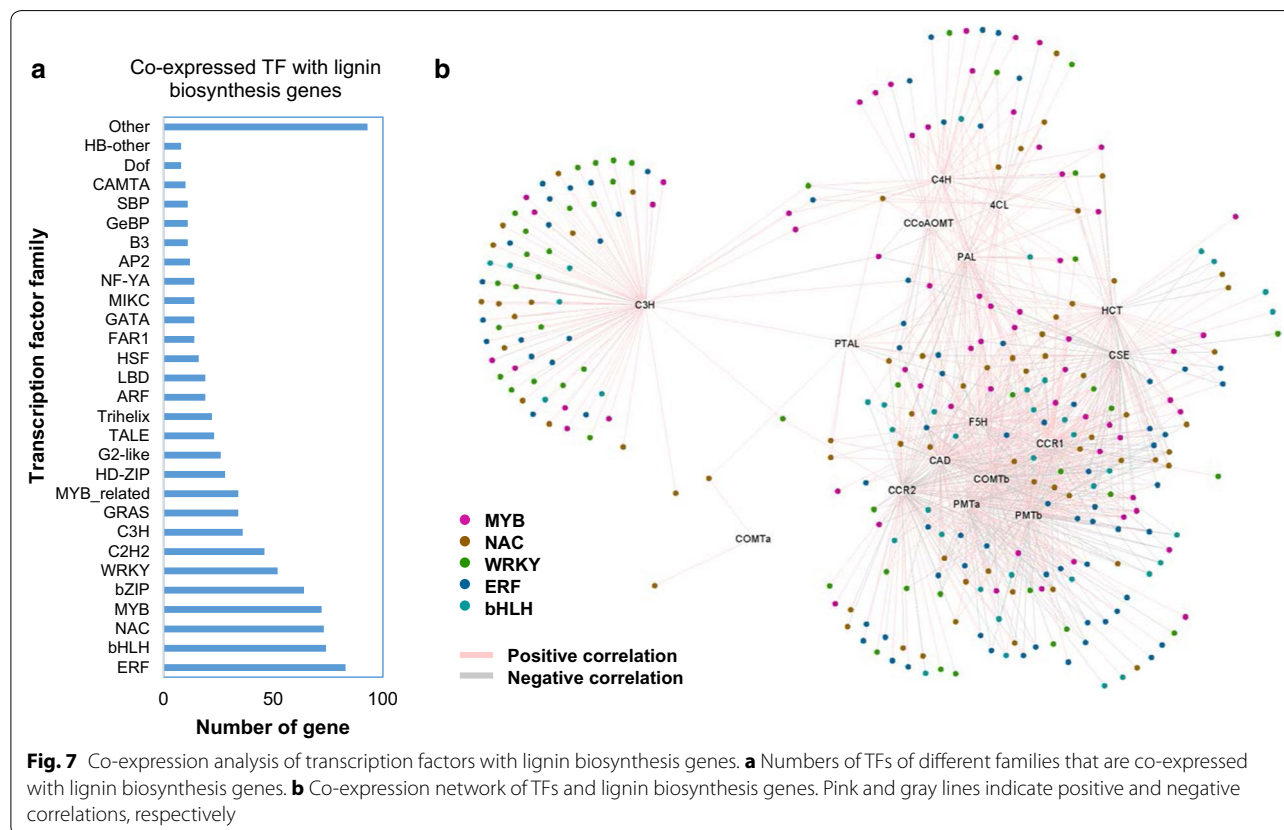 a
Co-expressed TF with lignin
biosynthesis genes
Transcription factor family
Other
HB-other
Dof
CAMTA
SBP
GeBP
B3
AP2
NF-YA
MIKC
GATA
FAR1
HSF
LBD
ARF
Trihelix
TALE
G2-like
HD-ZIP
MYB_related
GRAS
C3H
C2H2
WRKY
bZIP
MYB
NAC
bHLH
ERF
0 50 100
Number of gene
b
C4H
4CL
CCoAOMT
PAL
C3H
HCT
PTAL
CSE
F5H
CCR1
CAD
COMTb
CCR2
PMTa
PMTb
COMTa
MYB
NAC
WRKY
ERF
bHLH
Positive correlation
Negative correlation
Fig. 7 Co-expression analysis of transcription factors with lignin biosynthesis genes. a Numbers of TFs of different families that are co-expressed
with lignin biosynthesis genes. b Co-expression network of TFs and lignin biosynthesis genes. Pink and gray lines indicate positive and negative
correlations, respectively